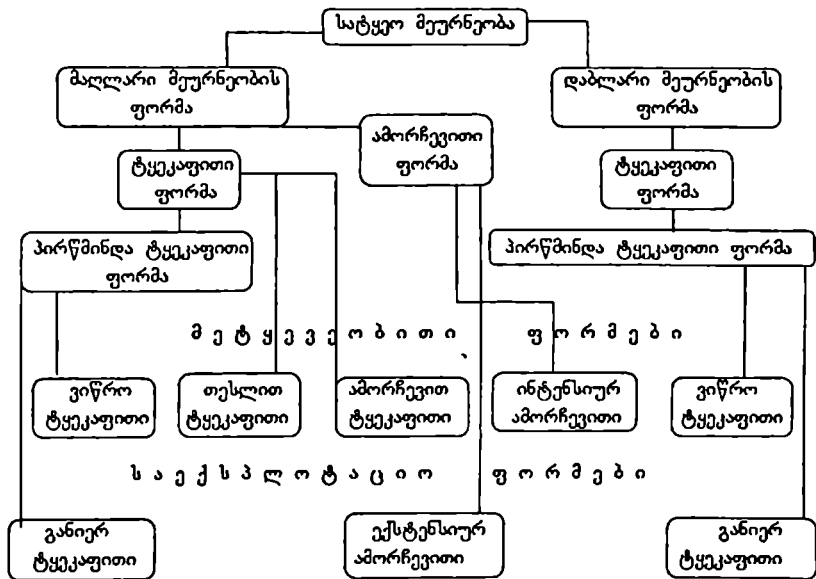 სატყეო მეურნეობა
მაღლარი მეურნეობის
ფორმა
დაბლარი მეურნეობის
ფორმა
ამორჩევითი
ფორმა
ტყეკაფითი
ფორმა
ტყეკაფითი
ფორმა
პირწმინდა ტყეკაფითი
ფორმა
პირწმინდა ტყეკაფითი ფორმა
მ ე ტ ყ ე ვ ე ო ბ ი თ ი ფ ო რ მ ე ბ ი
ვიწრო
ტყეკაფითი
თესლით
ტყეკაფითი
ამორჩევით
ტყეკაფითი
ინტენსიურ
ამორჩევითი
ვიწრო
ტყეკაფითი
ს ა ე ქ ს პ ლ ო ტ ა ც ი ო ფ ო რ მ ე ბ ი
განიერ
ტყეკაფითი
ექსტენსიურ
ამორჩევითი
განიერ
ტყეკაფითი